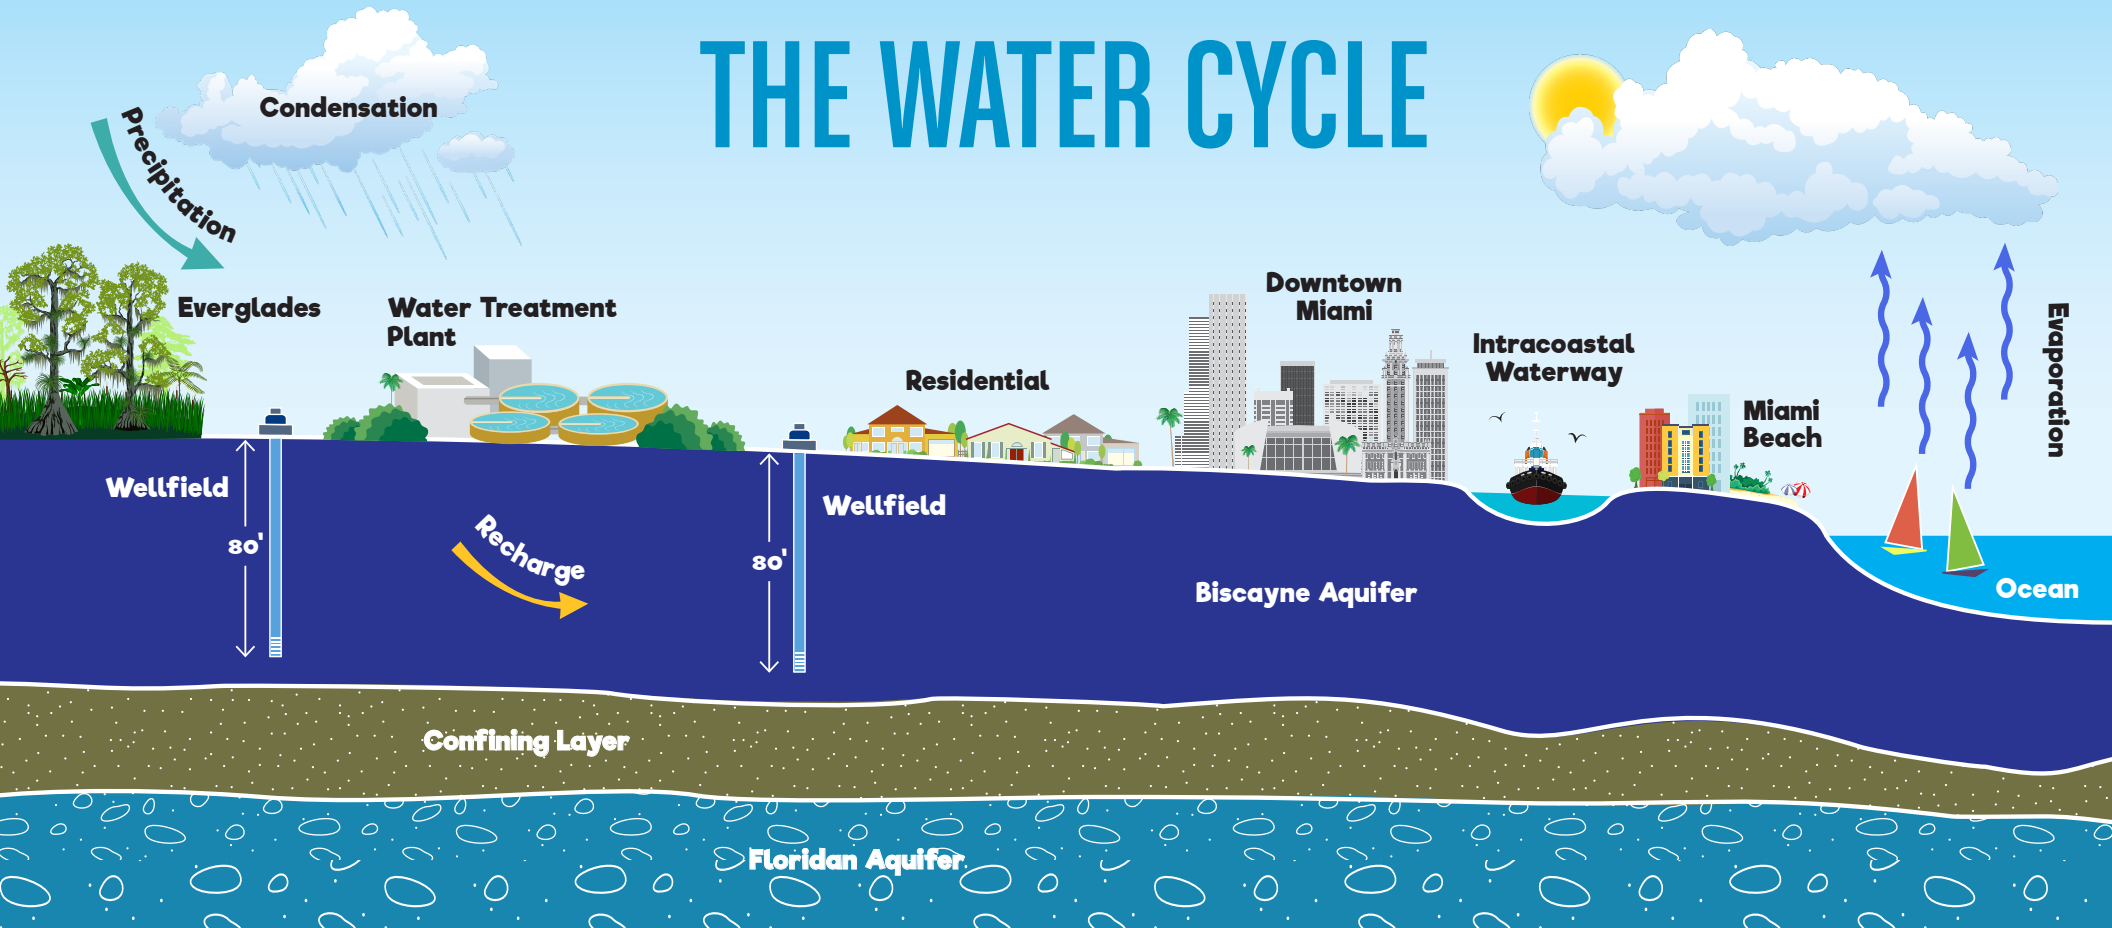 THE WATER CYCLE
Condensation
Precipitation
Everglades
Water Treatment
Plant
Residential
Downtown
Miami
Intracoastal
Waterway
Miami
Beach
Evaporation
Wellfield
80'
Recharge
Wellfield
80'
Biscayne Aquifer
Ocean
Confining Layer
Floridan Aquifer